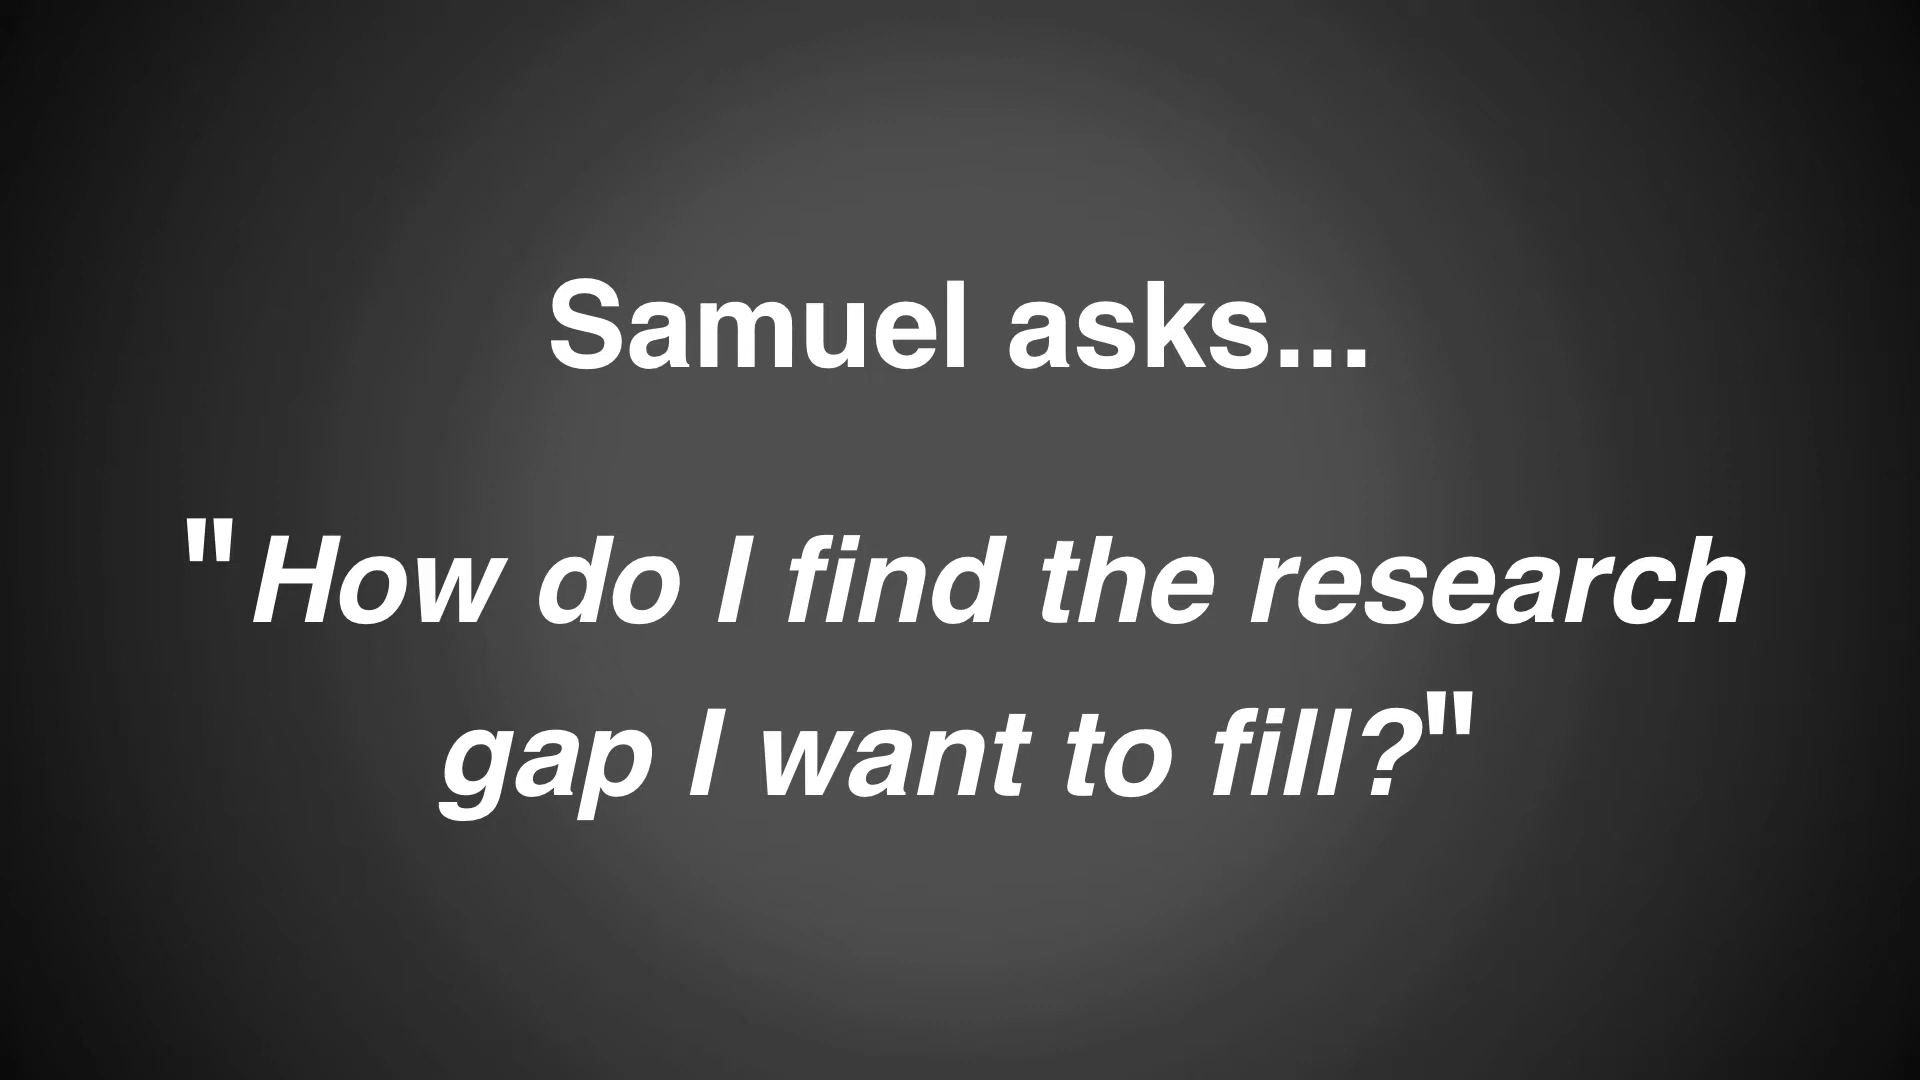 Samuel asks...
"How do I find the research
gap I want to fill?"